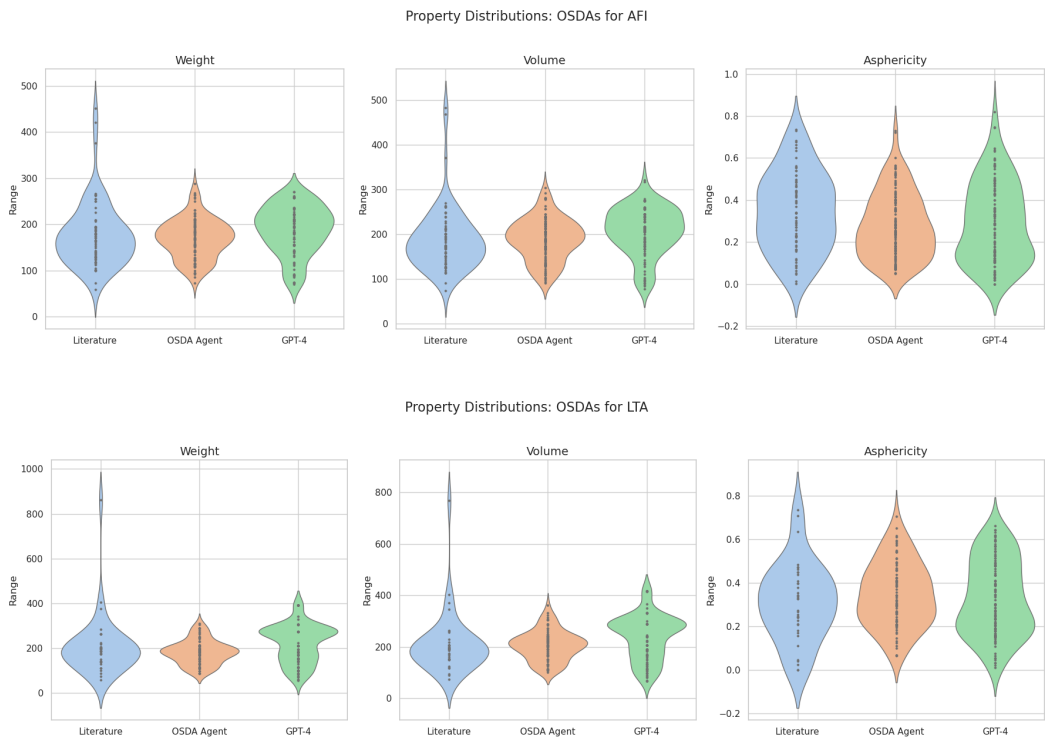 Property Distributions: OSDAs for AFI
Weight
Volume
Asphericity
Range
500
400
300
200
100
0
Literature
OSDA Agent
GPT-4
Range
500
400
300
200
100
0
Literature
OSDA Agent
GPT-4
Range
1.0
0.8
0.6
0.4
0.2
0.0
−0.2
Literature
OSDA Agent
GPT-4
Property Distributions: OSDAs for LTA
Weight
Volume
Asphericity
Range
1000
800
600
400
200
0
Literature
OSDA Agent
GPT-4
Range
800
600
400
200
0
Literature
OSDA Agent
GPT-4
Range
0.8
0.6
0.4
0.2
0.0
−0.2
Literature
OSDA Agent
GPT-4